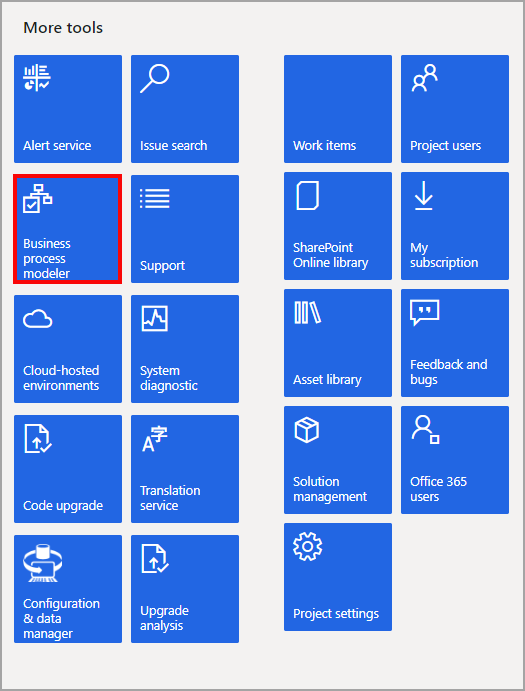 More tools
Alert service
Issue search
Work items
Project users
Business
process
modeler
Support
SharePoint
Online library
My
subscription
Cloud-hosted
environments
System
diagnostic
Asset library
Feedback and
bugs
Code upgrade
Translation
service
Solution
management
Office 365
users
Configuration
& data
manager
Upgrade
analysis
Project settings